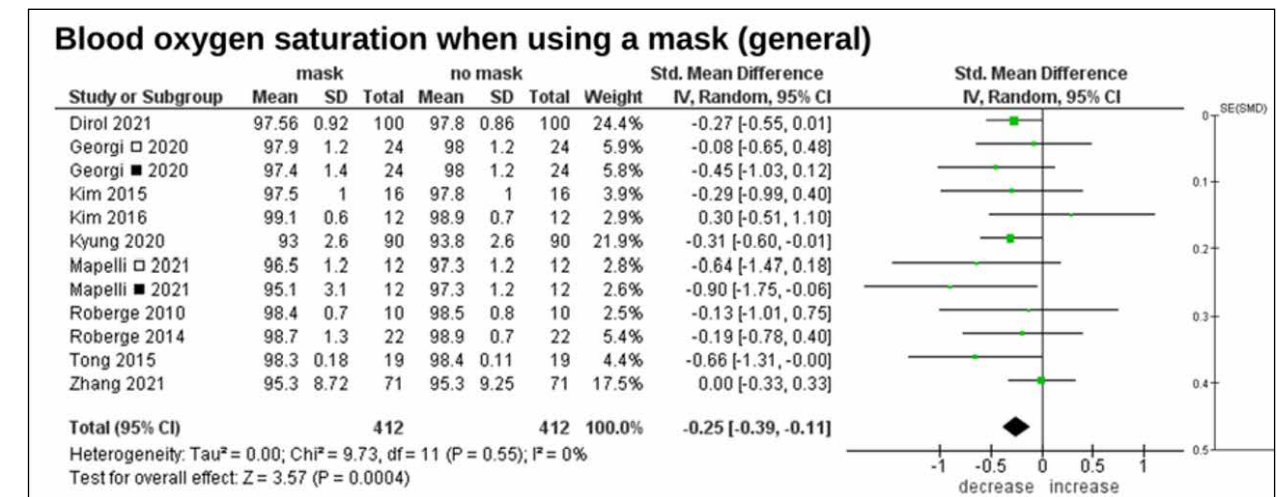 Blood oxygen saturation when using a mask (general)
mask no mask Std. Mean Difference Std. Mean Difference
Study or Subgroup Mean SD Total Mean SD Total Weight IV, Random, 95% CI IV, Random, 95% CI
SE(SMD)
Dirol 2021 97.56 0.92 100 97.8 0.86 100 24.4% -0.27 [-0.55, 0.01] 0
Georgi □ 2020 97.9 1.2 24 98 1.2 24 5.9% -0.08 [-0.65, 0.48]
Georgi ■ 2020 97.4 1.4 24 98 1.2 24 5.8% -0.45 [-1.03, 0.12]
Kim 2015 97.5 1 16 97.8 1 16 3.9% -0.29 [-0.99, 0.40] 0.1
Kim 2016 99.1 0.6 12 98.9 0.7 12 2.9% 0.30 [-0.51, 1.10]
Kyung 2020 93 2.6 90 93.8 2.6 90 21.9% -0.31 [-0.60, -0.01] 0.2
Mapelli □ 2021 96.5 1.2 12 97.3 1.2 12 2.8% -0.64 [-1.47, 0.18]
Mapelli ■ 2021 95.1 3.1 12 97.3 1.2 12 2.6% -0.90 [-1.75, -0.06]
Roberge 2010 98.4 0.7 10 98.5 0.8 10 2.5% -0.13 [-1.01, 0.75] 0.3
Roberge 2014 98.7 1.3 22 98.9 0.7 22 5.4% -0.19 [-0.78, 0.40]
Tong 2015 98.3 0.18 19 98.4 0.11 19 4.4% -0.66 [-1.31, -0.00]
Zhang 2021 95.3 8.72 71 95.3 9.25 71 17.5% 0.00 [-0.33, 0.33] 0.4
Total (95% CI) 412 412 100.0% -0.25 [-0.39, -0.11]
Heterogeneity: Tau² = 0.00; Chi² = 9.73, df = 11 (P = 0.55); I² = 0% 0.5
Test for overall effect: Z = 3.57 (P = 0.0004) -1 -0.5 0 0.5 1
decrease increase